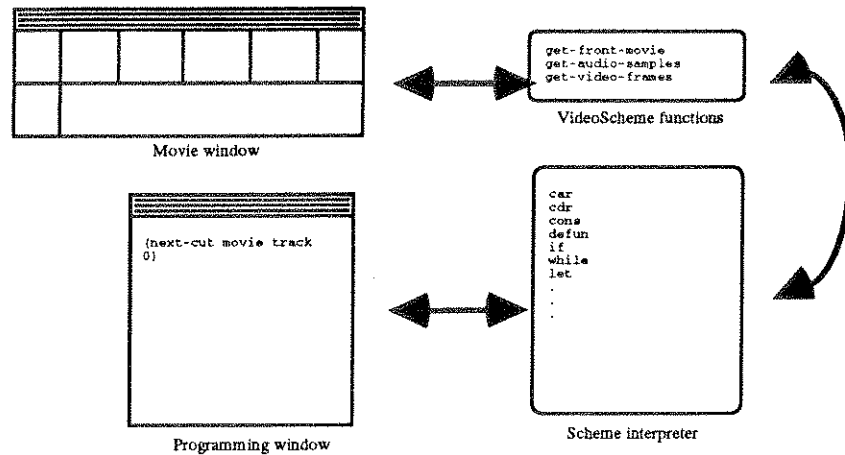 get-front-movie
get-audio-samples
get-video-frames
VideoScheme functions
Movie window
(next-cut movie track
0)
Programming window
car
cdr
cons
defun
if
while
let
.
.
.
Scheme interpreter